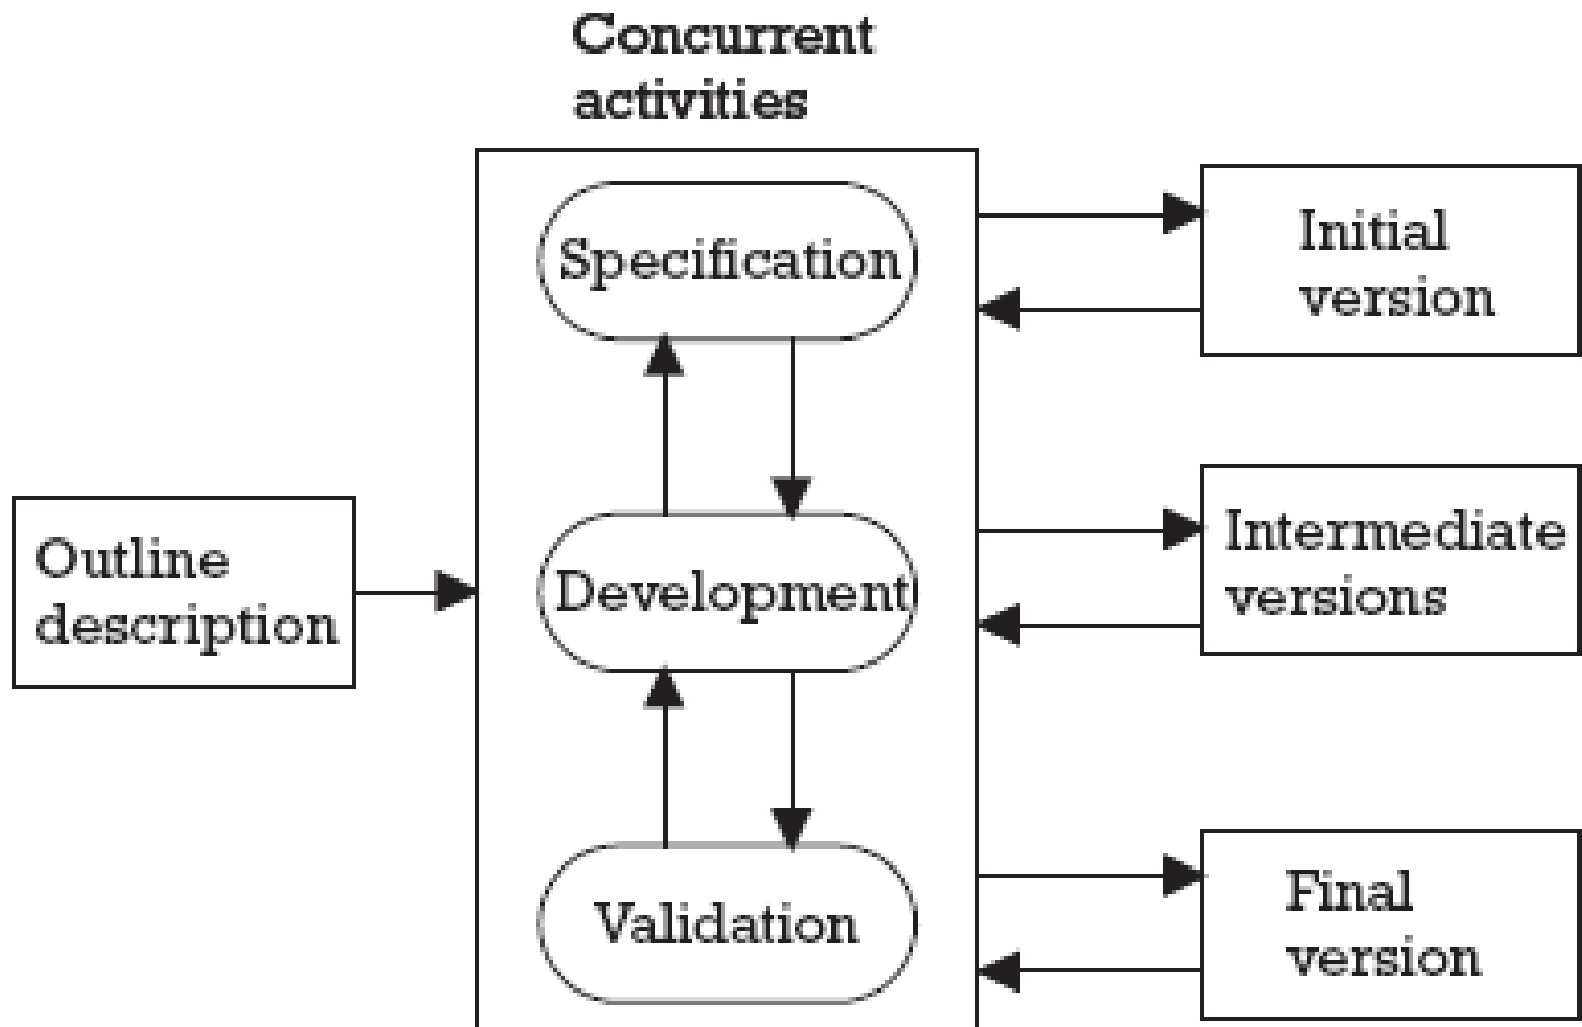 Concurrent
activities
Specification
Development
Validation
Outline
description
Initial
version
Intermediate
versions
Final
version